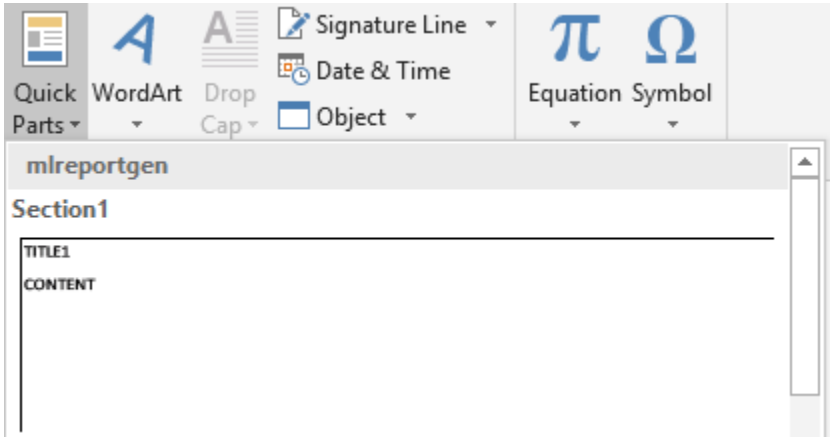 Signature Line
Date & Time
Object
Quick Parts
WordArt
Drop Cap
Equation
Symbol
mlreportgen
Section1
TITLE1
CONTENT